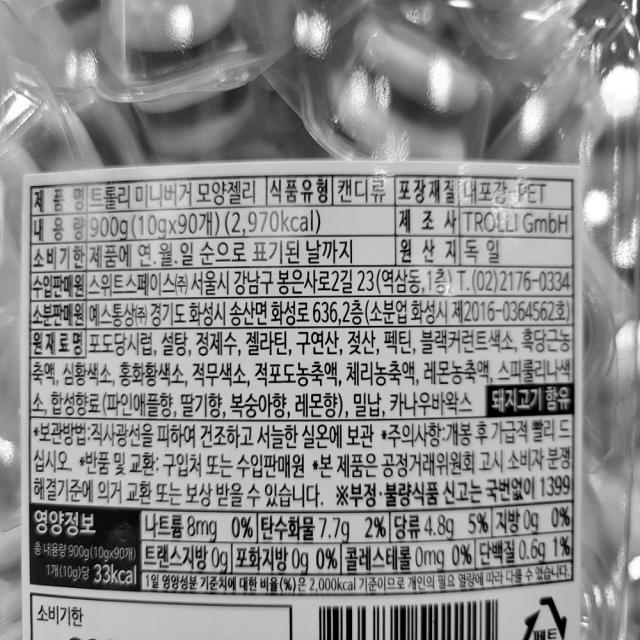 제 품 명 트롤리 미니버거 모양젤리 식품유형 캔디류 포장재질 내포장-PET
내 용 량 900g(10gx90개) (2,970kcal) 제 조 사 TROLLI GmbH
소비기한 제품에 연.월.일 순으로 표기된 날까지 원 산 지 독 일
수입판매원 스위트스페이스㈜ 서울시 강남구 봉은사로2길 23(역삼동,1층) T.(02)2176-0334
소분판매원 예스통상㈜ 경기도 화성시 송산면 화성로 636,2층(소분업 화성시 제2016-0364562호)
원재료명 포도당시럽, 설탕, 정제수, 젤라틴, 구연산, 젖산, 펙틴, 블랙커런트색소, 흑당근농
축액, 심황색소, 홍화황색소, 적무색소, 적포도농축액, 체리농축액, 레몬농축액, 스피룰리나색
소, 합성향료(파인애플향, 딸기향, 복숭아향, 레몬향), 밀납, 카나우바왁스 돼지고기 함유
*보관방법:직사광선을 피하여 건조하고 서늘한 실온에 보관 *주의사항:개봉 후 가급적 빨리 드
십시오. *반품 및 교환: 구입처 또는 수입판매원 *본 제품은 공정거래위원회 고시 소비자 분쟁
해결기준에 의거 교환 또는 보상 받을 수 있습니다. ※부정·불량식품 신고는 국번없이 1399
영양정보 나트륨 8mg 0% 탄수화물 7.7g 2% 당류 4.8g 5% 지방 0g 0%
총 내용량 900g(10gx90개) 트랜스지방 0g 포화지방 0g 0% 콜레스테롤 0mg 0% 단백질 0.6g 1%
1개(10g)당 33kcal 1일 영양성분 기준치에 대한 비율(%)은 2,000kcal 기준이므로 개인의 필요 열량에 따라 다를 수 있습니다.
소비기한